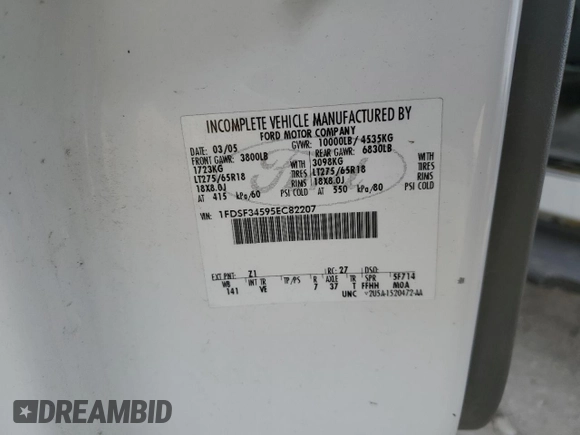 INCOMPLETE VEHICLE MANUFACTURED BY
FORD MOTOR COMPANY
DATE: 03/05 GVWR: 10000LB/ 4535KG
FRONT GAWR: 3800LB REAR GAWR: 6830LB
1723KG 3098KG
LT275/65R18 TIRES LT275/65R18 TIRES
18X8.0J RIMS 18X8.0J RIMS
AT 415 kPa/60 PSI COLD AT 550 kPa/80 PSI COLD
VIN: 1FDSF34595EC82207
Ford
EXT PNT: Z1 RC: 27 DSO:
WB INT TR TP/PS R AXLE TR SPR 5F714
141 VE 7 37 T FFHH M0A
UNC
DREAMBID